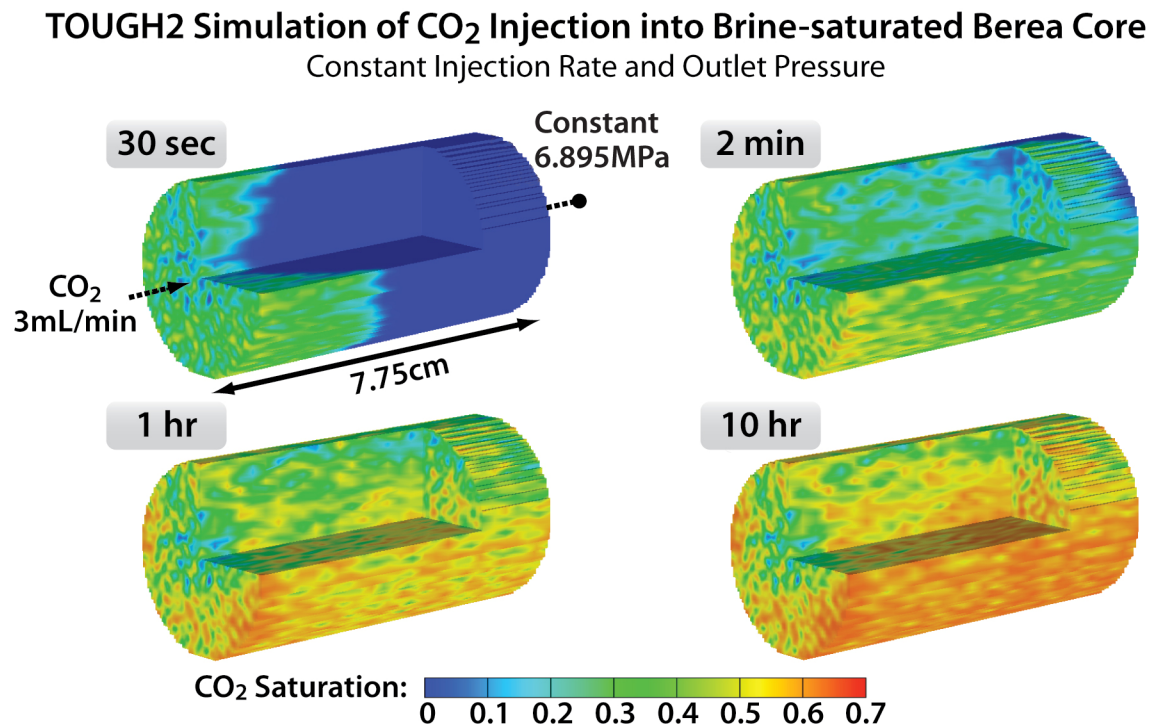 TOUGH2 Simulation of CO₂ Injection into Brine-saturated Berea Core
Constant Injection Rate and Outlet Pressure
30 sec
Constant
6.895MPa
2 min
CO₂
3mL/min
7.75cm
1 hr
10 hr
CO₂ Saturation:
0 0.1 0.2 0.3 0.4 0.5 0.6 0.7